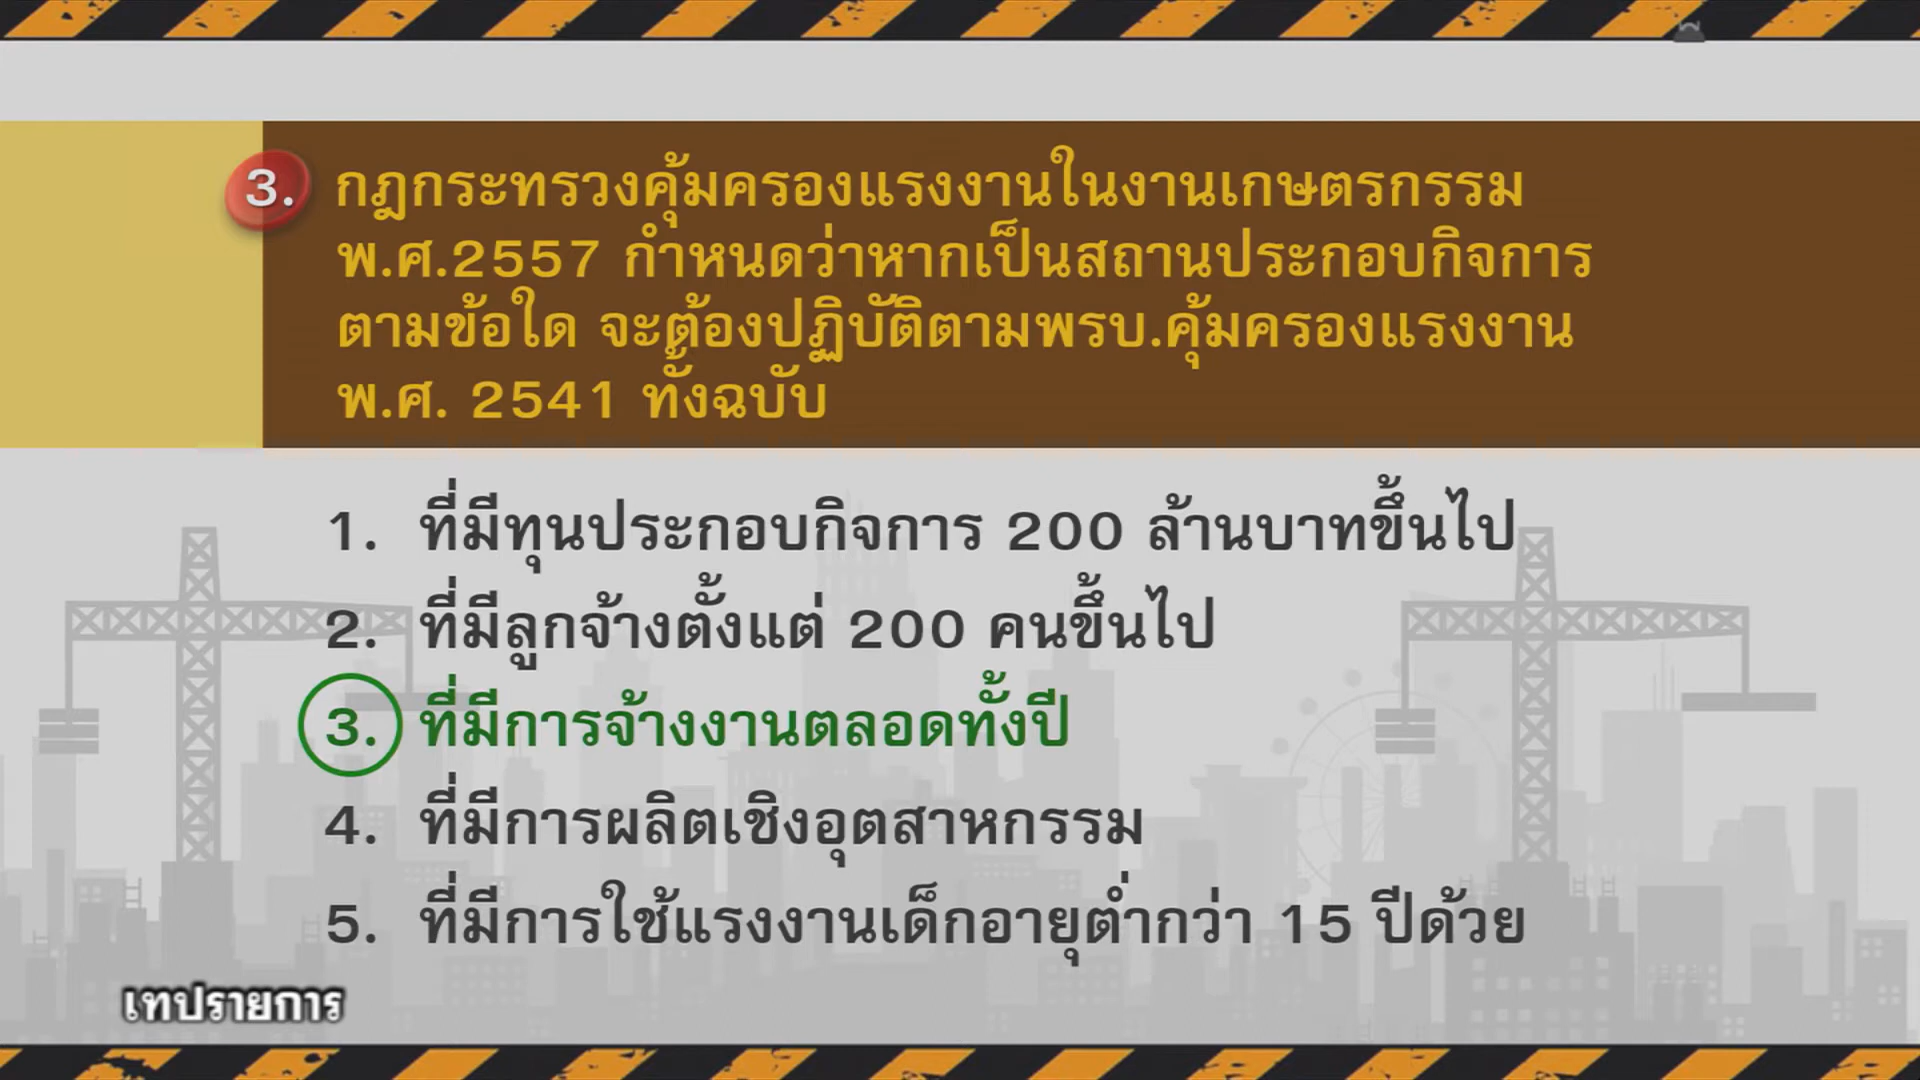 3. กฎกระทรวงคุ้มครองแรงงานในงานเกษตรกรรม
พ.ศ.2557 กำหนดว่าหากเป็นสถานประกอบกิจการ
ตามข้อใด จะต้องปฏิบัติตามพรบ.คุ้มครองแรงงาน
พ.ศ. 2541 ทั้งฉบับ
1. ที่มีทุนประกอบกิจการ 200 ล้านบาทขึ้นไป
2. ที่มีลูกจ้างตั้งแต่ 200 คนขึ้นไป
3. ที่มีการจ้างงานตลอดทั้งปี
4. ที่มีการผลิตเชิงอุตสาหกรรม
5. ที่มีการใช้แรงงานเด็กอายุต่ำกว่า 15 ปีด้วย
เทปรายการ